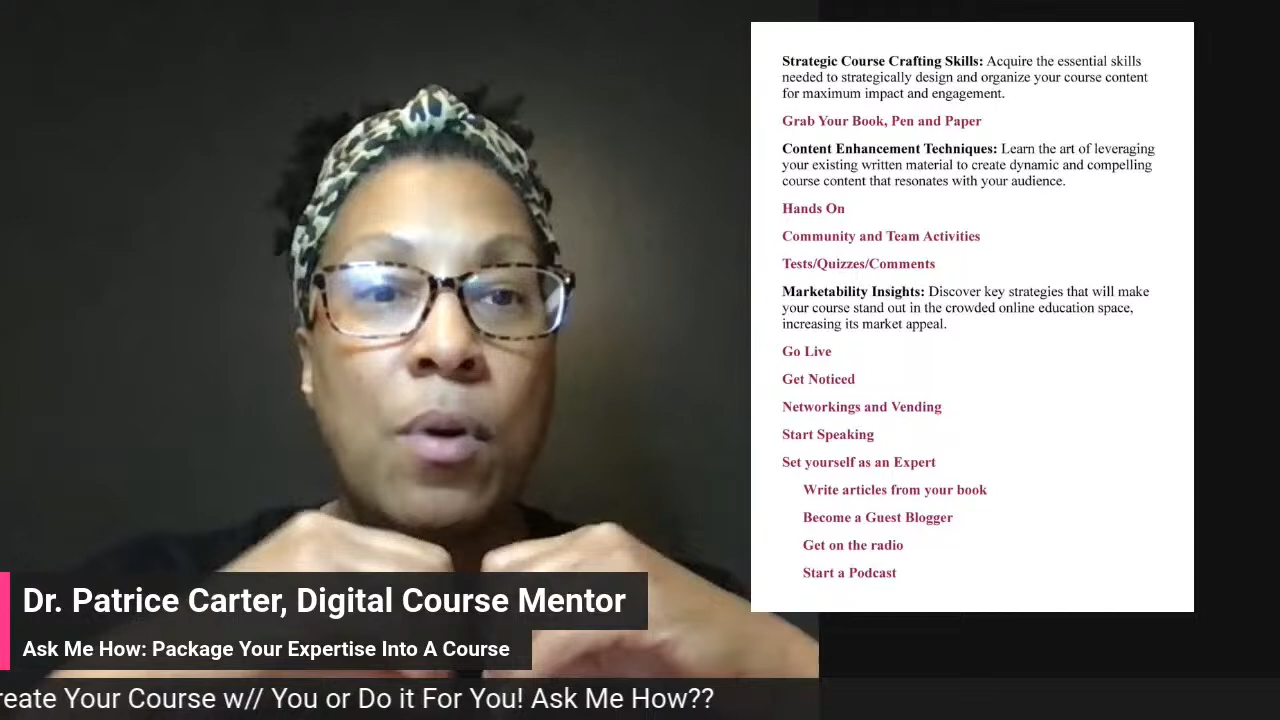 Strategic Course Crafting Skills: Acquire the essential skills
needed to strategically design and organize your course content
for maximum impact and engagement.
Grab Your Book, Pen and Paper
Content Enhancement Techniques: Learn the art of leveraging
your existing written material to create dynamic and compelling
course content that resonates with your audience.
Hands On
Community and Team Activities
Tests/Quizzes/Comments
Marketability Insights: Discover key strategies that will make
your course stand out in the crowded online education space,
increasing its market appeal.
Go Live
Get Noticed
Networkings and Vending
Start Speaking
Set yourself as an Expert
Write articles from your book
Become a Guest Blogger
Get on the radio
Start a Podcast
Dr. Patrice Carter, Digital Course Mentor
Ask Me How: Package Your Expertise Into A Course
reate Your Course w// You or Do it For You! Ask Me How??